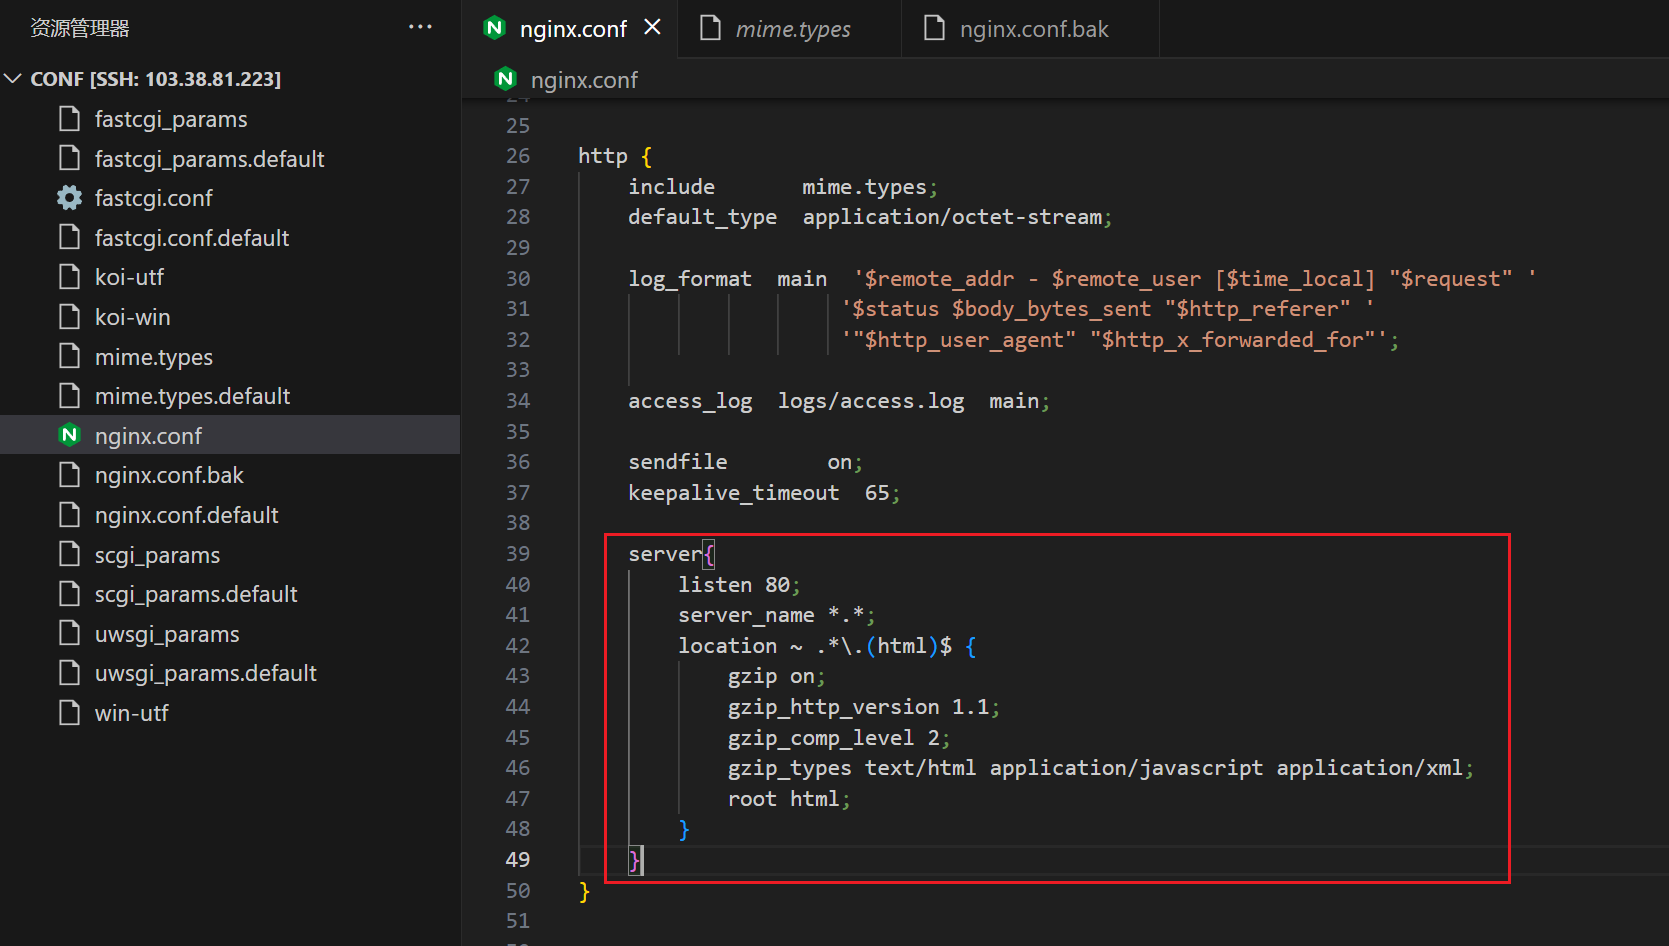 资源管理器
···
CONF [SSH: 103.38.81.223]
fastcgi_params
fastcgi_params.default
fastcgi.conf
fastcgi.conf.default
koi-utf
koi-win
mime.types
mime.types.default
nginx.conf
nginx.conf.bak
nginx.conf.default
scgi_params
scgi_params.default
uwsgi_params
uwsgi_params.default
win-utf
nginx.conf
mime.types
nginx.conf.bak
nginx.conf
24
25
26 http {
27     include       mime.types;
28     default_type  application/octet-stream;
29
30     log_format  main  '$remote_addr - $remote_user [$time_local] "$request" '
31                      '$status $body_bytes_sent "$http_referer" '
32                      '"$http_user_agent" "$http_x_forwarded_for"';
33
34     access_log  logs/access.log  main;
35
36     sendfile        on;
37     keepalive_timeout  65;
38
39     server{
40         listen 80;
41         server_name *.*;
42         location ~ .*\.(html)$ {
43             gzip on;
44             gzip_http_version 1.1;
45             gzip_comp_level 2;
46             gzip_types text/html application/javascript application/xml;
47             root html;
48         }
49     }
50 }
51